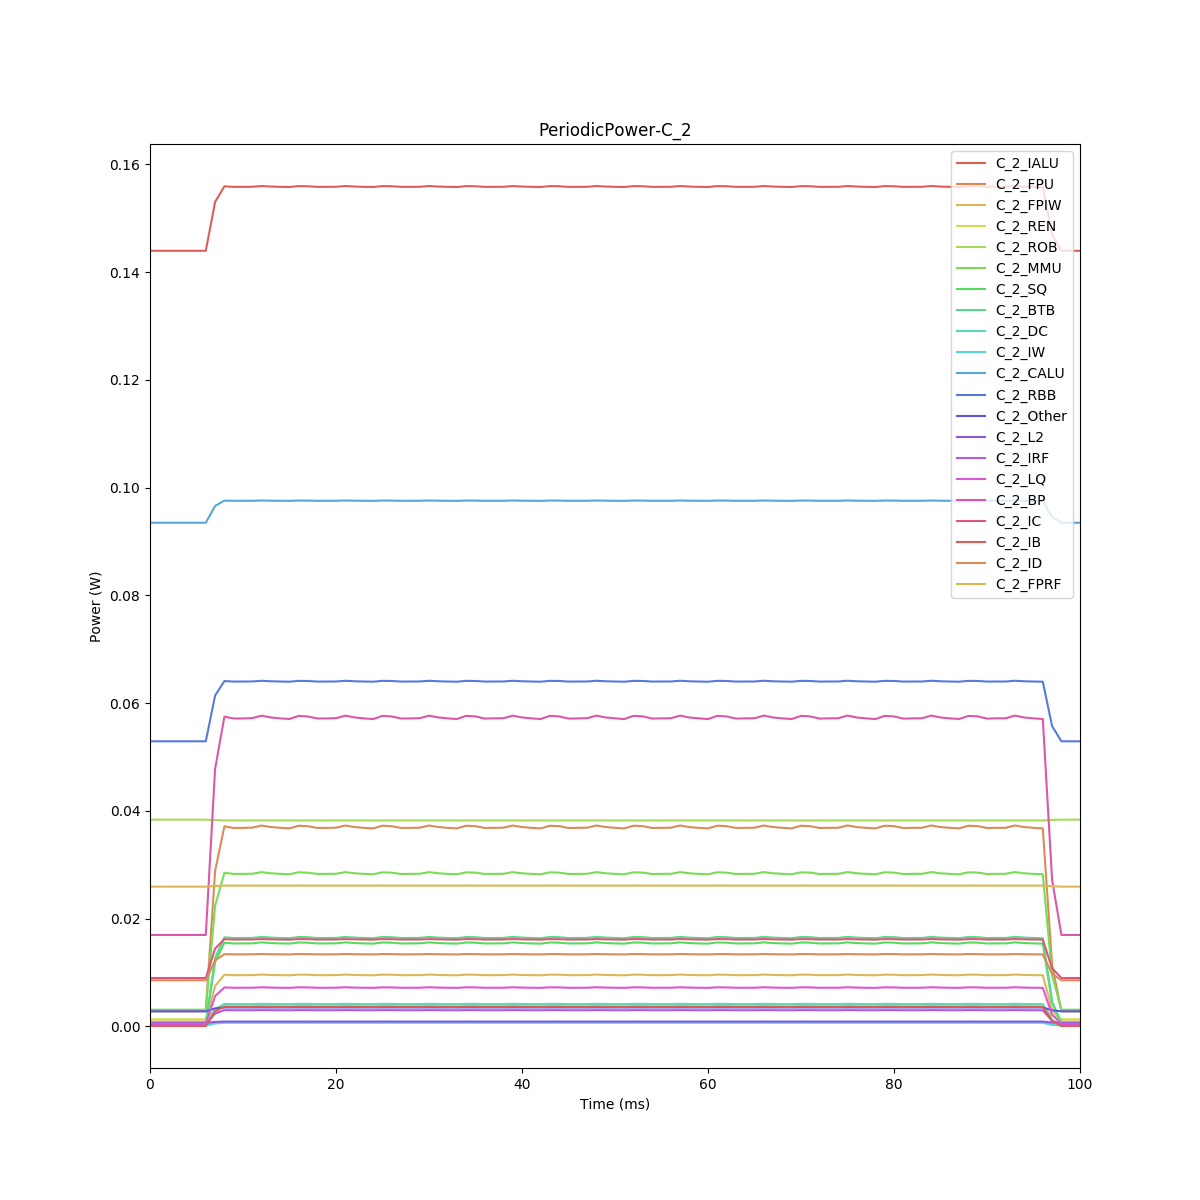 PeriodicPower-C_2
0.16
0.14
0.12
0.10
0.08
0.06
0.04
0.02
0.00
Power (W)
C_2_IALU
C_2_FPU
C_2_FPIW
C_2_REN
C_2_ROB
C_2_MMU
C_2_SQ
C_2_BTB
C_2_DC
C_2_IW
C_2_CALU
C_2_RBB
C_2_Other
C_2_L2
C_2_IRF
C_2_LQ
C_2_BP
C_2_IC
C_2_IB
C_2_ID
C_2_FPRF
0 20 40 60 80 100
Time (ms)